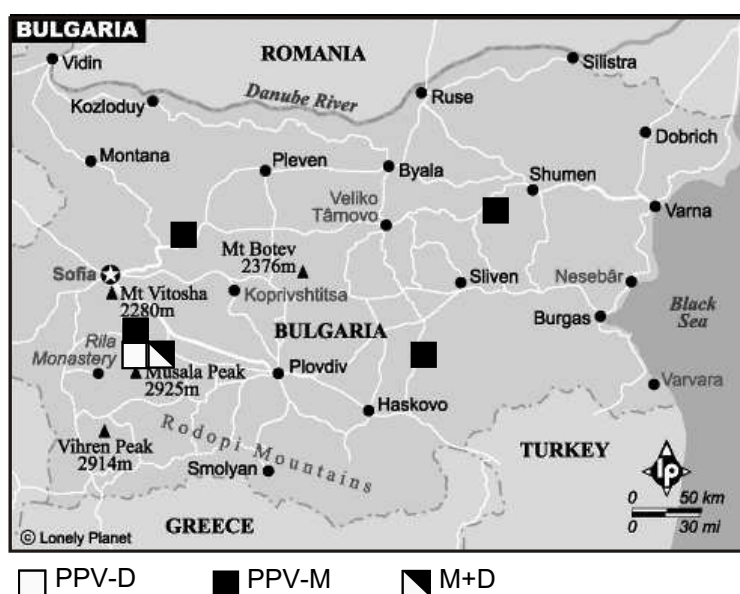 BULGARIA
ROMANIA
Vidin
Silistra
Danube River
Ruse
Kozloduy
Dobrich
Montana
Pleven
Byala
Shumen
Veliko
Târnovo
Varna
Mt Botev
2376m
Sofia
Sliven
Nesebâr
Mt Vitosha
2280m
Koprivshtitsa
Black
Sea
BULGARIA
Burgas
Rila
Monastery
Musala Peak
2925m
Plovdiv
Varvara
Haskovo
Vihren Peak
2914m
Rodopi Mountains
TURKEY
Smolyan
lp
0 50 km
0 30 mi
GREECE
© Lonely Planet
PPV-D PPV-M M+D